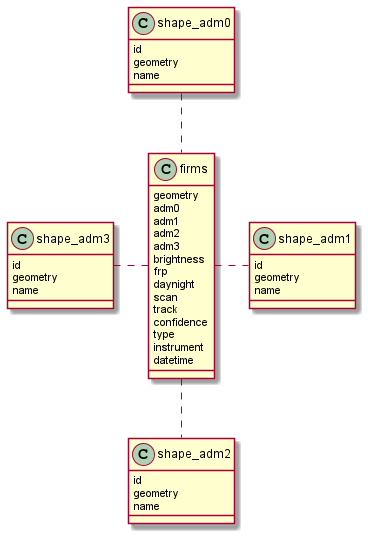 C shape_adm0
id
geometry
name
C firms
geometry
adm0
adm1
adm2
adm3
brightness
frp
daynight
scan
track
confidence
type
instrument
datetime
C shape_adm3
id
geometry
name
C shape_adm1
id
geometry
name
C shape_adm2
id
geometry
name